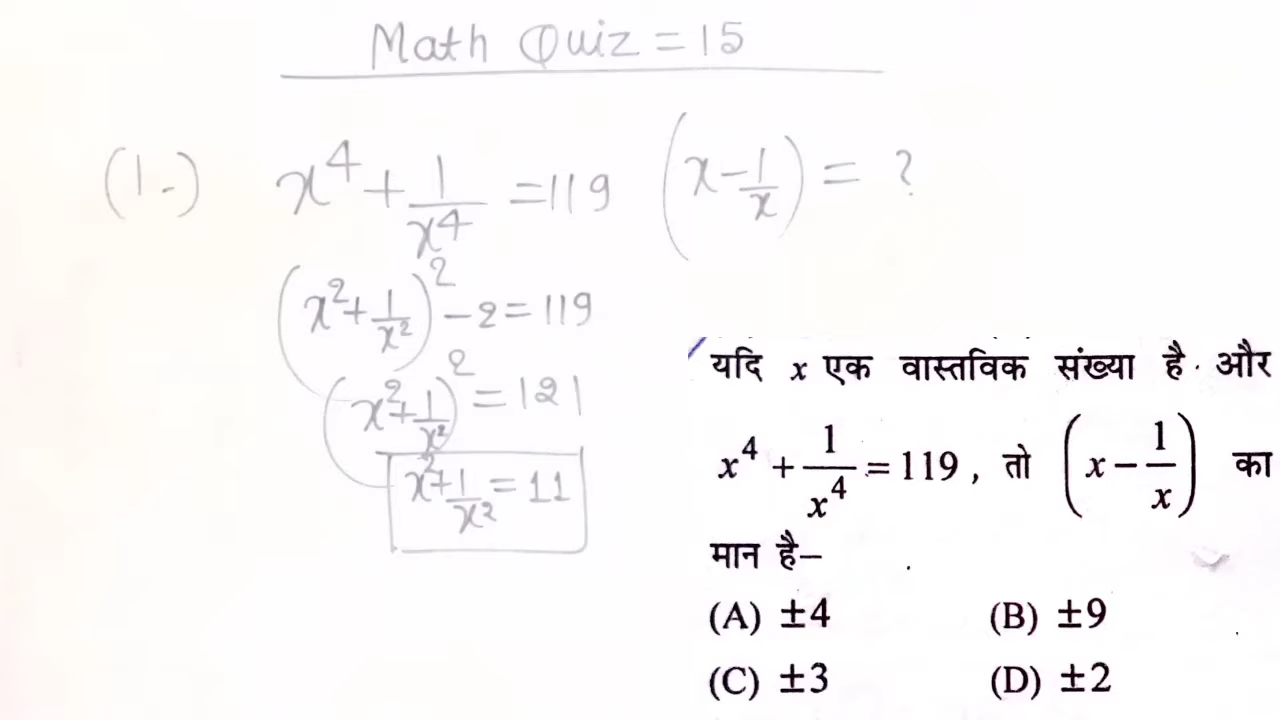 Math Quiz = 15
(1.) x⁴ + 1/x⁴ = 119 (x - 1/x) = ?
(x² + 1/x²)² - 2 = 119
(x² + 1/x²)² = 121
x² + 1/x² = 11
यदि x एक वास्तविक संख्या है और
x⁴ + 1/x⁴ = 119, तो (x - 1/x) का
मान है–
(A) ±4 (B) ±9
(C) ±3 (D) ±2